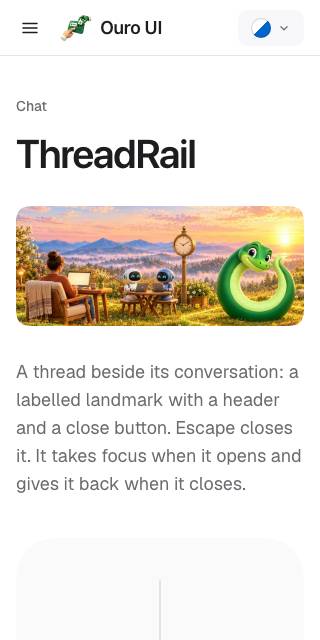 Ouro UI
Chat
ThreadRail
A thread beside its conversation: a
labelled landmark with a header
and a close button. Escape closes
it. It takes focus when it opens and
gives it back when it closes.